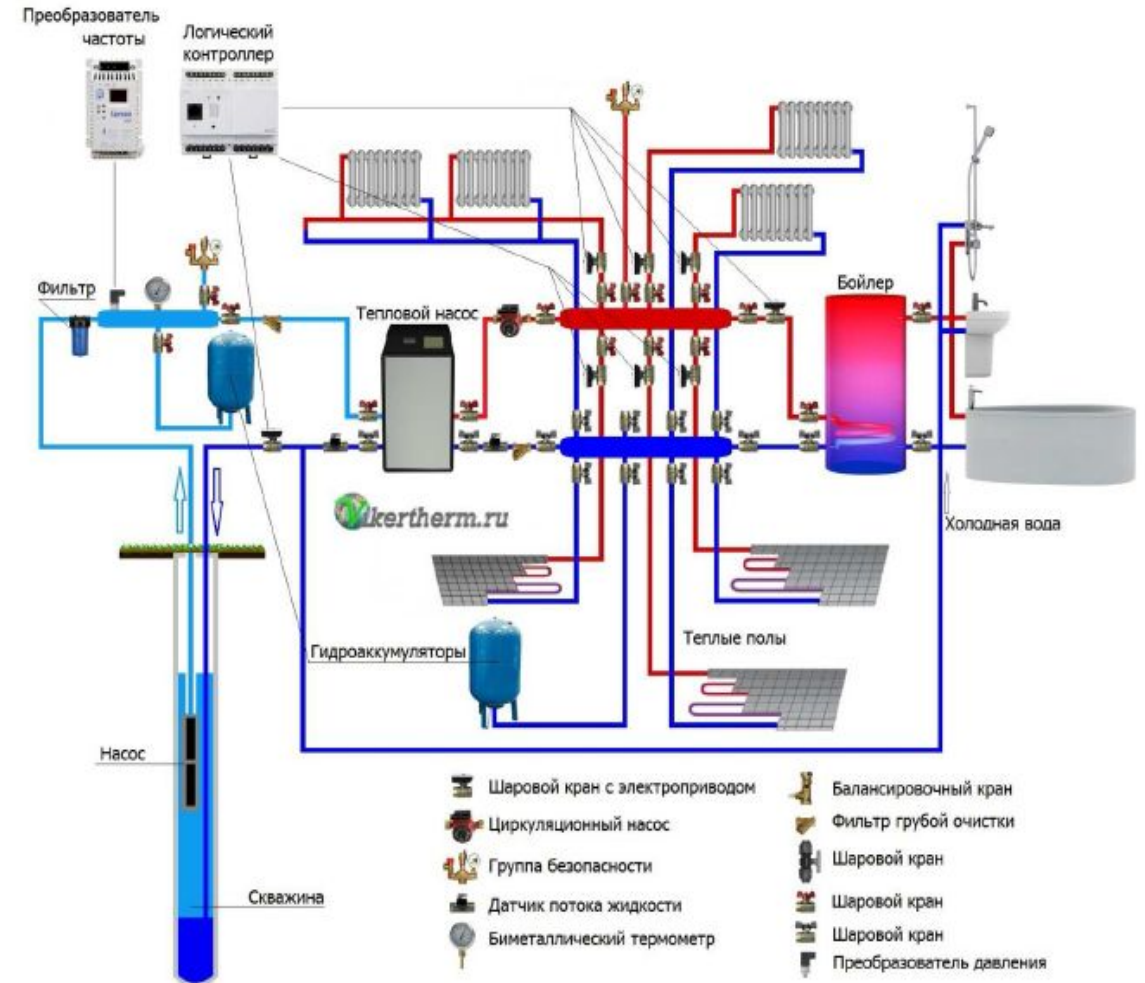 Преобразователь
частоты
Логический
контроллер
Фильтр
Тепловой насос
Бойлер
Vikertherm.ru
Холодная вода
Теплые полы
Гидроаккумуляторы
Насос
Скважина
Шаровой кран с электроприводом
Циркуляционный насос
Группа безопасности
Датчик потока жидкости
Биметаллический термометр
Балансировочный кран
Фильтр грубой очистки
Шаровой кран
Шаровой кран
Шаровой кран
Преобразователь давления